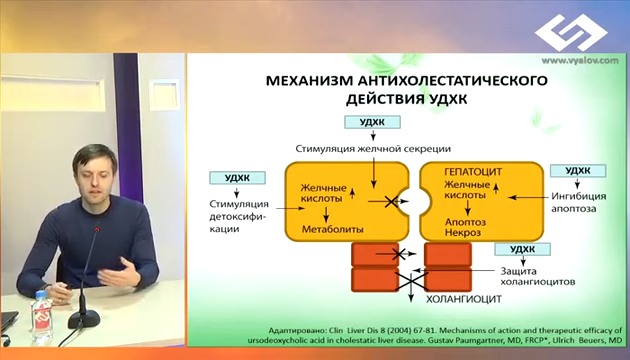 www.vyalov.com
МЕХАНИЗМ АНТИХОЛЕСТАТИЧЕСКОГО
ДЕЙСТВИЯ УДХК
УДХК
Стимуляция желчной секреции
УДХК
Стимуляция
детоксифи-
кации
Желчные
кислоты
Метаболиты
ГЕПАТОЦИТ
Желчные
кислоты
Апоптоз
Некроз
УДХК
Ингибиция
апоптоза
УДХК
Защита
холангиоцитов
ХОЛАНГИОЦИТ
Адаптировано: Clin Liver Dis 8 (2004) 67-81. Mechanisms of action and therapeutic efficacy of
ursodeoxycholic acid in cholestatic liver disease. Gustav Paumgartner, MD, FRCP*, Ulrich Beuers, MD